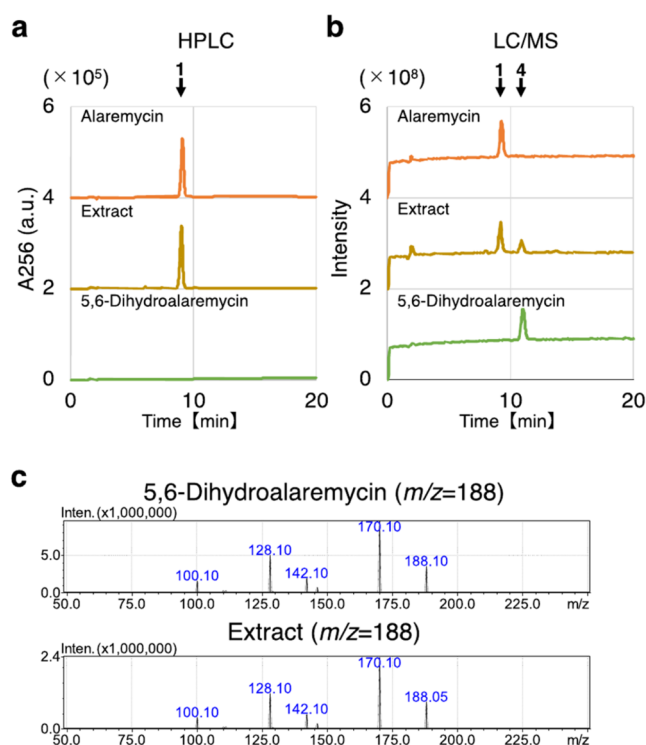 a
HPLC
(×10⁵)
1
6
4
2
0
Alaremycin
Extract
5,6-Dihydroalaremycin
A256 (a.u.)
0 10 20
Time【min】
b
LC/MS
(×10⁸)
1 4
6
4
2
0
Alaremycin
Extract
5,6-Dihydroalaremycin
Intensity
0 10 20
Time【min】
c
5,6-Dihydroalaremycin (m/z=188)
Inten.(x1,000,000)
5.0
0.0
100.10 128.10 142.10 170.10 188.10
50.0 75.0 100.0 125.0 150.0 175.0 200.0 225.0 m/z
Extract (m/z=188)
Inten.(x1,000,000)
2.4
0.0
100.10 128.10 142.10 170.10 188.05
50.0 75.0 100.0 125.0 150.0 175.0 200.0 225.0 m/z